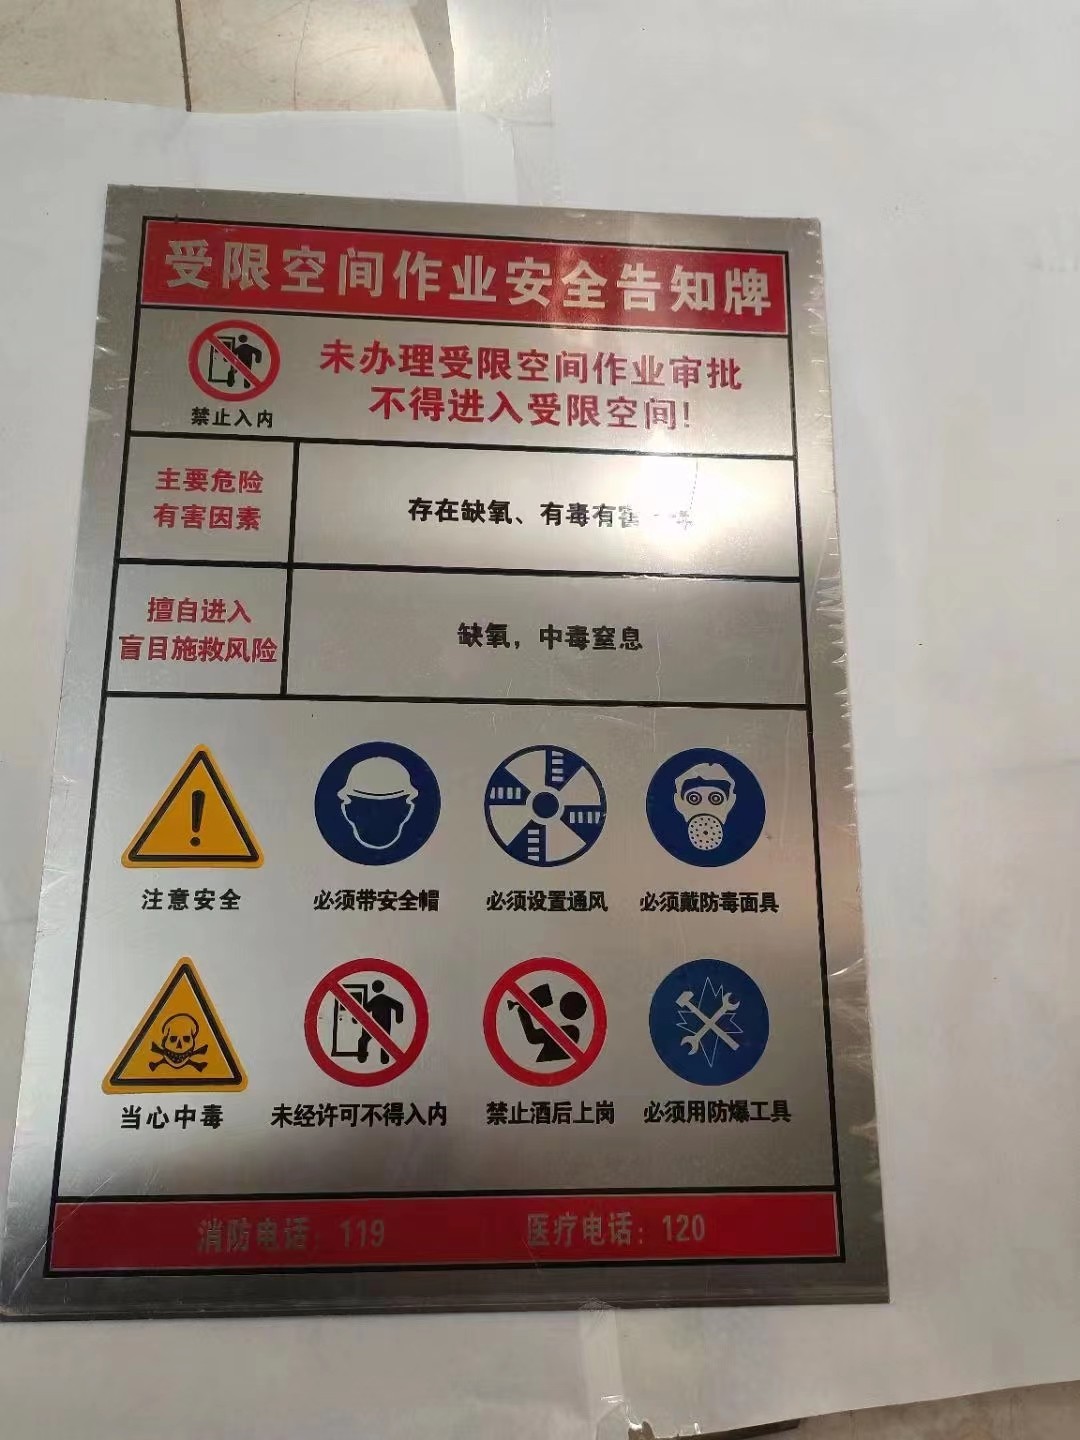 受限空间作业安全告知牌
未办理受限空间作业审批
不得进入受限空间！
禁止入内
主要危险
有害因素
存在缺氧、有毒有害
擅自进入
盲目施救风险
缺氧，中毒窒息
注意安全
必须带安全帽
必须设置通风
必须戴防毒面具
当心中毒
未经许可不得入内
禁止酒后上岗
必须用防爆工具
消防电话：119
医疗电话：120